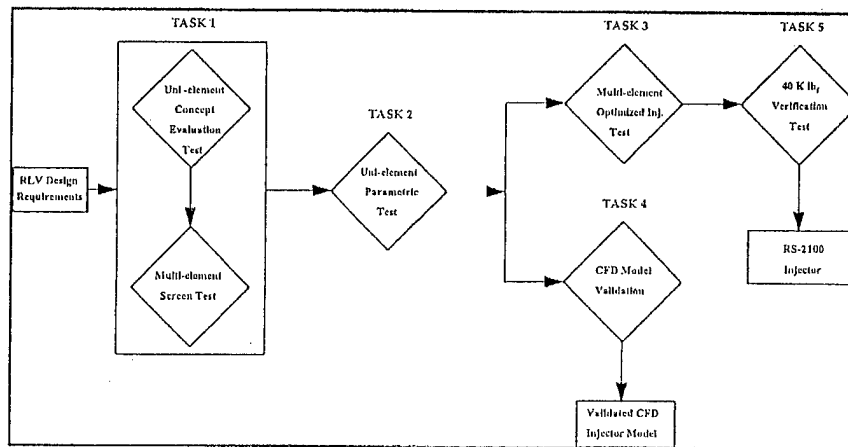 TASK 1
Uni-element
Concept
Evaluation
Test
Multi-element
Screen Test
RLV Design
Requirements
TASK 2
Uni-element
Parametric
Test
TASK 3
Multi-element
Optimized Inj.
Test
TASK 4
CFD Model
Validation
Validated CFD
Injector Model
TASK 5
40 K lbf
Verification
Test
RS-2100
Injector